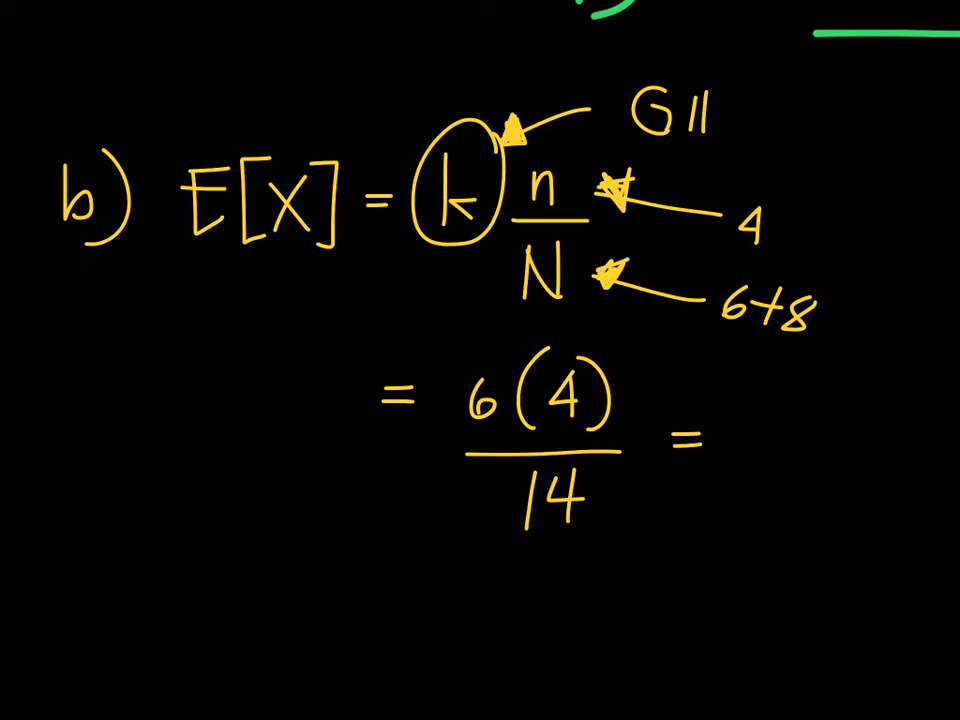 G11
b) E[X] = k n/N
4
6+8
= 6(4)/14 =